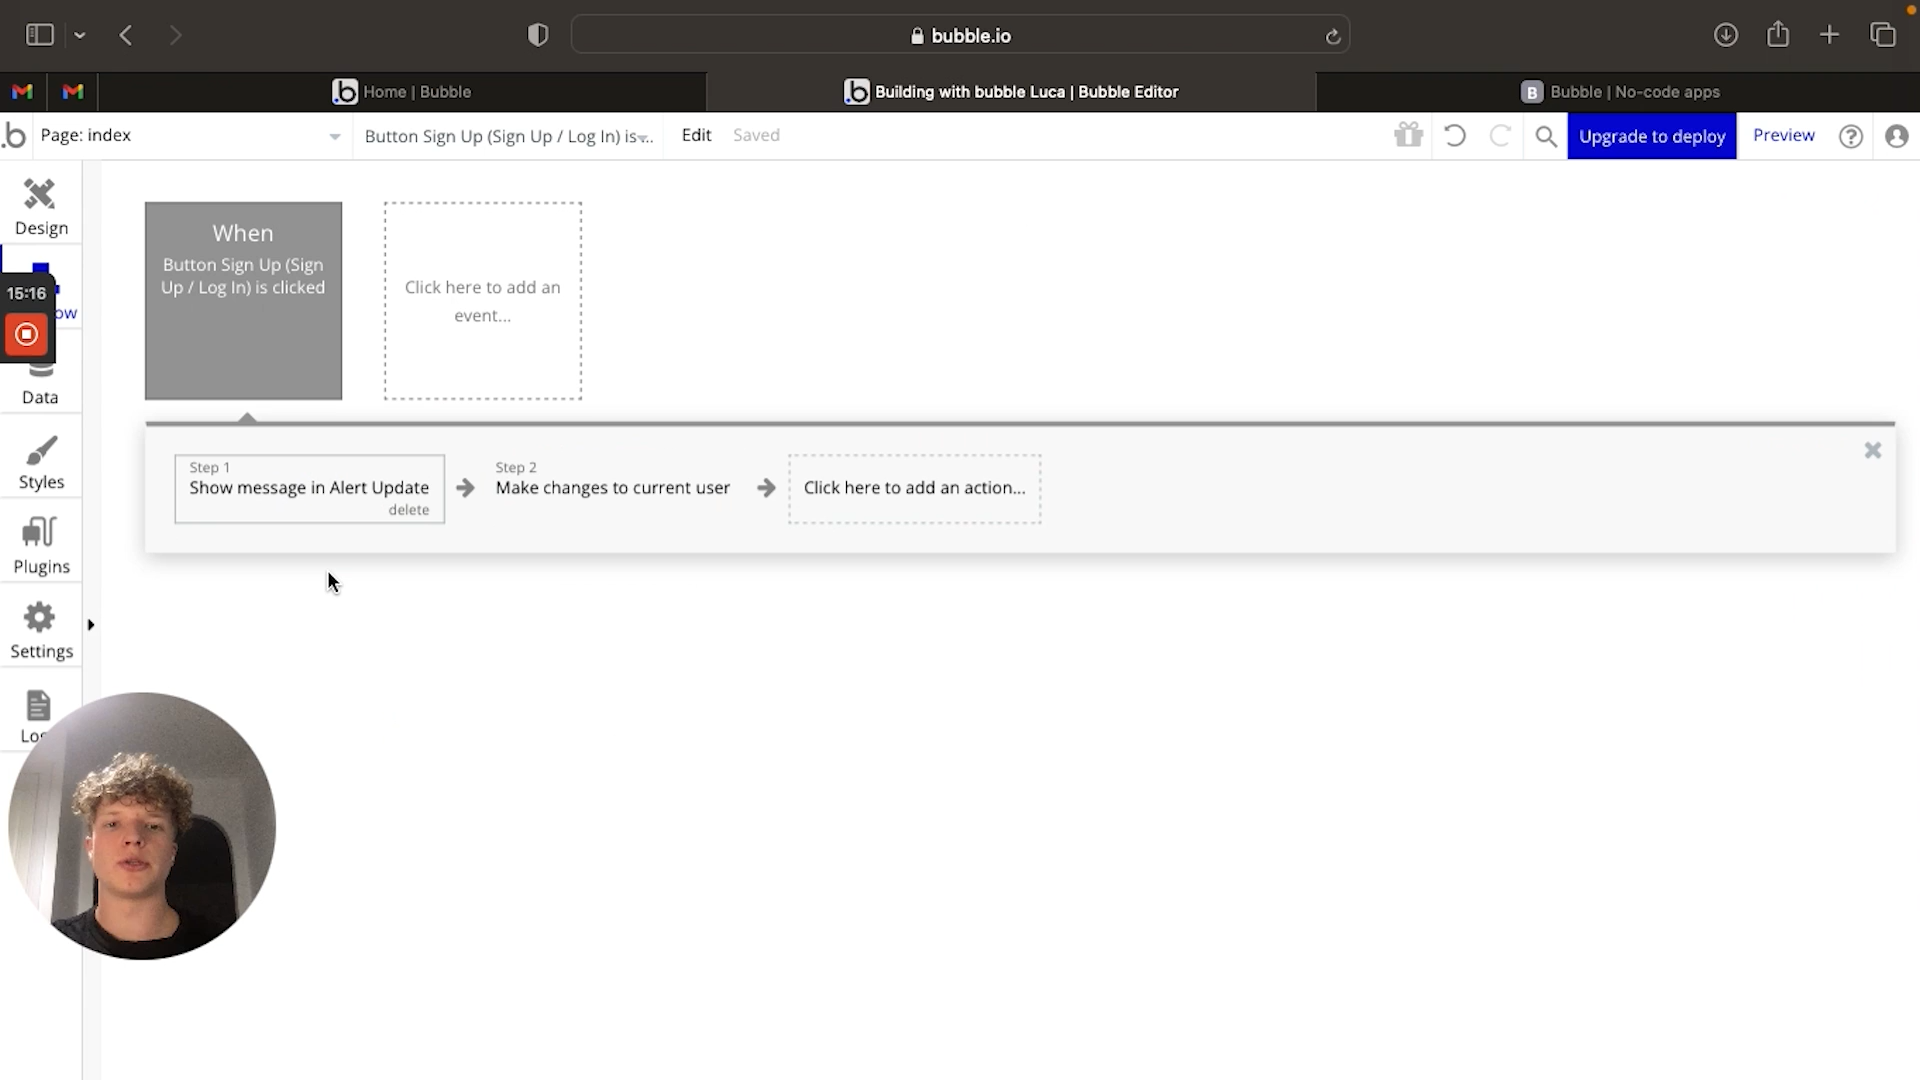 bubble.io
Home | Bubble
Building with bubble Luca | Bubble Editor
B
Bubble | No-code apps
Page: index
Button Sign Up (Sign Up / Log In) is...
Edit
Saved
Upgrade to deploy
Preview
Design
When
Button Sign Up (Sign
Up / Log In) is clicked
Click here to add an
event...
15:16
ow
Data
Step 1
Show message in Alert Update
delete
Step 2
Make changes to current user
Click here to add an action...
Styles
Plugins
Settings
Lo